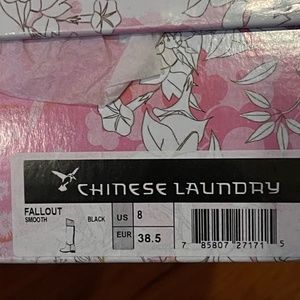 CHINESE LAUNDRY
FALLOUT
SMOOTH BLACK
US 8
EUR 38.5
7 85807 27171 5